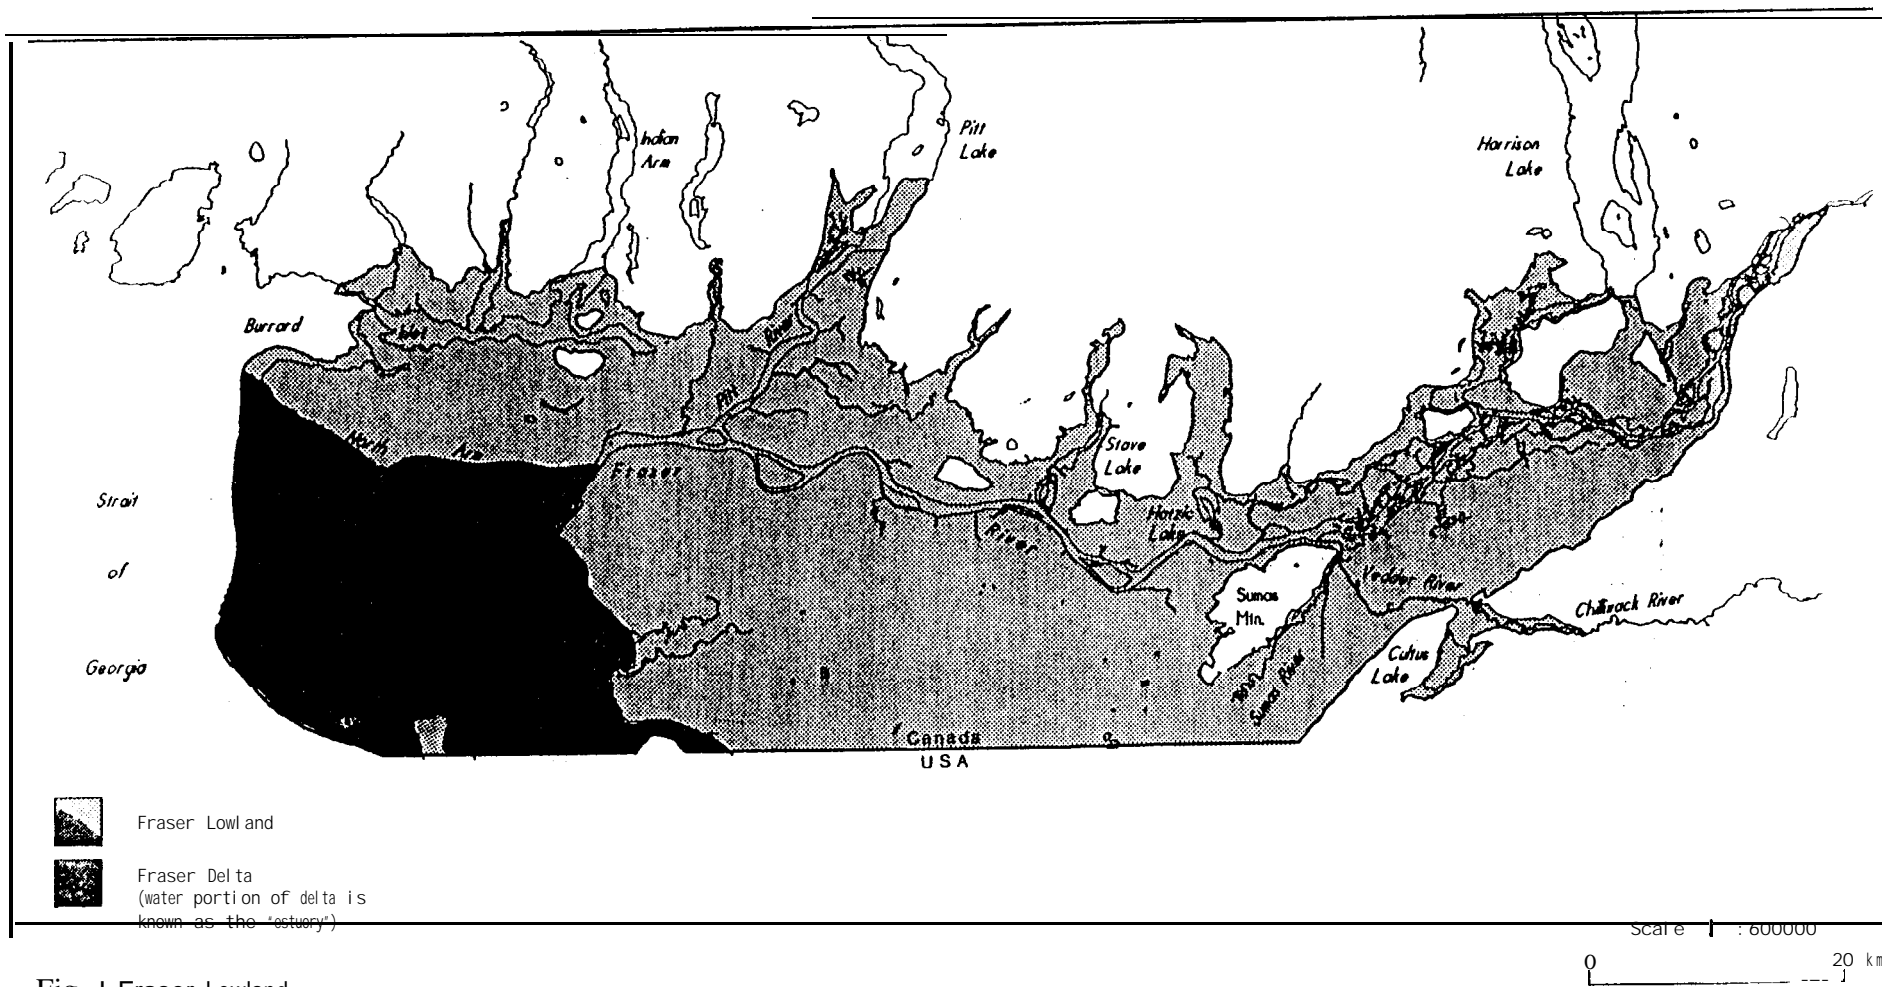 Indian
Arm
Pitt
Lake
Harrison
Lake
Burrard
Inlet
River
Pitt
North
Arm
Fraser
Strait
of
Georgia
Stave
Lake
Hatzic
Lake
River
Sumas
Mtn.
Sumas River
Vedder River
Chilliwack River
Cultus
Lake
Canada
USA
Fraser Lowland
Fraser Delta
(water portion of delta is
known as the "estuary")
Scale 1 : 600000
0 20 km
Fig. 1 Fraser Lowland